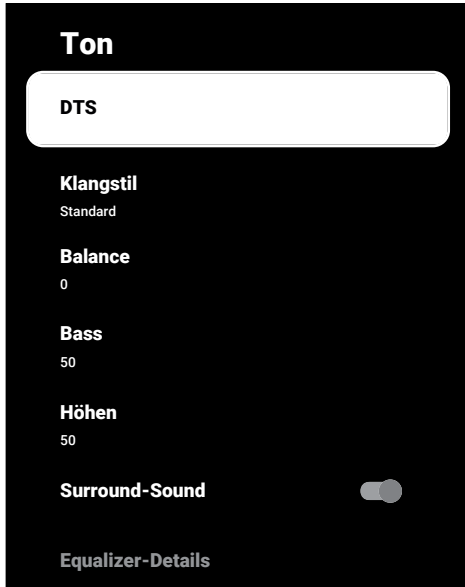 Ton
DTS
Klangstil
Standard
Balance
0
Bass
50
Höhen
50
Surround-Sound
Equalizer-Details